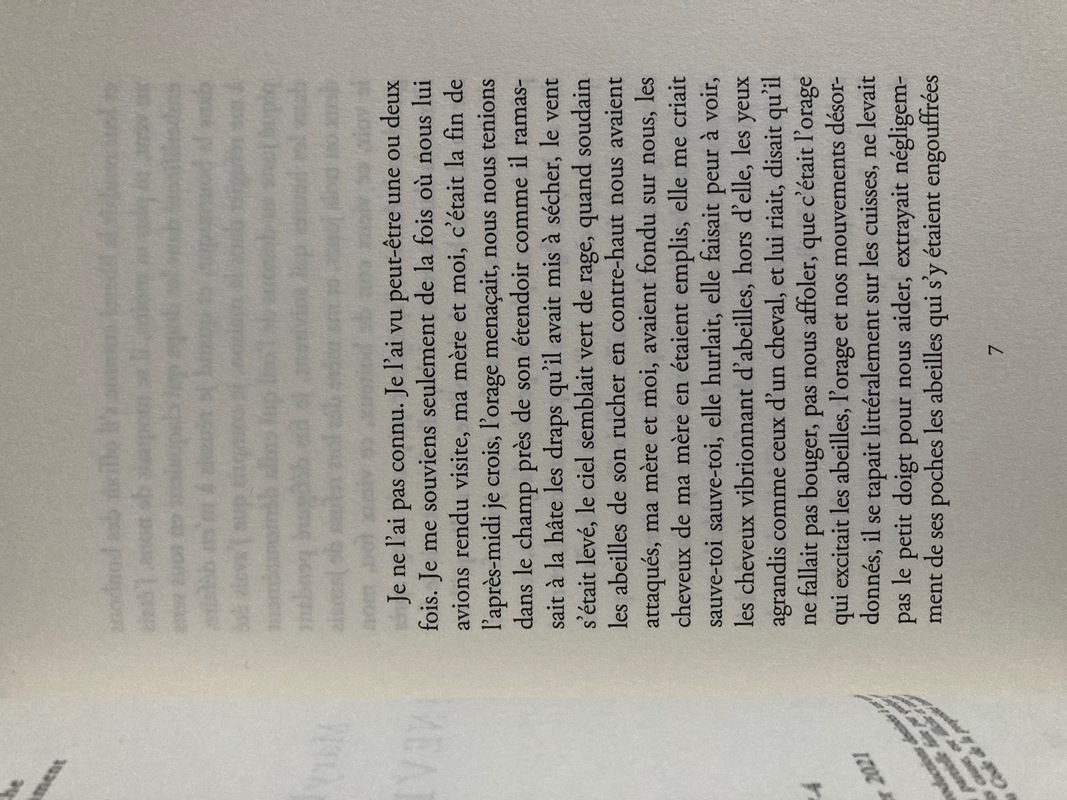 he
ment
Je ne l'ai pas connu. Je l'ai vu peut-être une ou deux
fois. Je me souviens seulement de la fois où nous lui
avions rendu visite, ma mère et moi, c'était la fin de
l'après-midi je crois, l'orage menaçait, nous nous tenions
dans le champ près de son étendoir comme il ramas-
sait à la hâte les draps qu'il avait mis à sécher, le vent
s'était levé, le ciel semblait vert de rage, quand soudain
les abeilles de son rucher en contre-haut nous avaient
attaqués, ma mère et moi, avaient fondu sur nous, les
cheveux de ma mère en étaient emplis, elle me criait
sauve-toi sauve-toi, elle hurlait, elle faisait peur à voir,
les cheveux vibrionnant d'abeilles, hors d'elle, les yeux
agrandis comme ceux d'un cheval, et lui riait, disait qu'il
ne fallait pas bouger, pas nous affoler, que c'était l'orage
qui excitait les abeilles, l'orage et nos mouvements désor-
donnés, il se tapait littéralement sur les cuisses, ne levait
pas le petit doigt pour nous aider, extrayait négligem-
ment de ses poches les abeilles qui s'y étaient engouffrées
7
2021